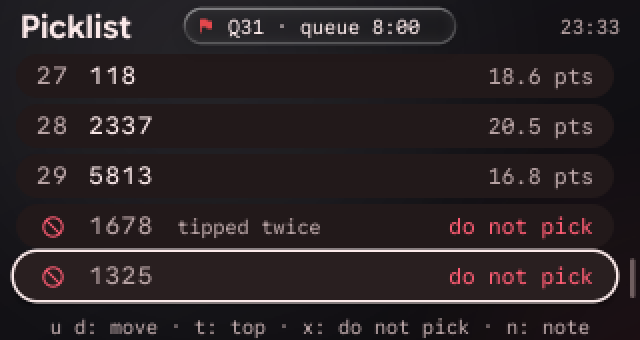 Picklist Q31 · queue 8:00 23:33
27 118 18.6 pts
28 2337 20.5 pts
29 5813 16.8 pts
1678 tipped twice do not pick
1325 do not pick
u d: move · t: top · x: do not pick · n: note